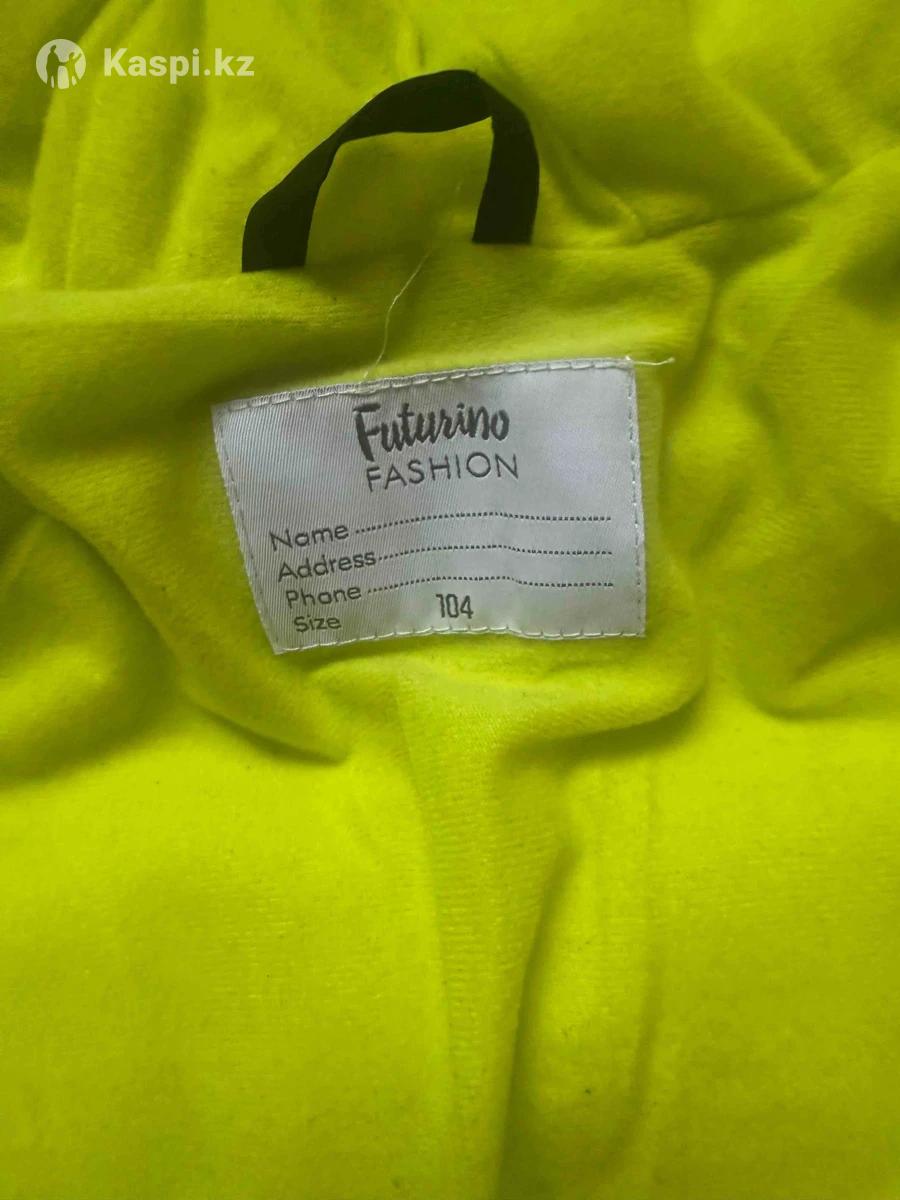 Kaspi.kz
Futurino
FASHION
Name
Address
Phone
Size 104